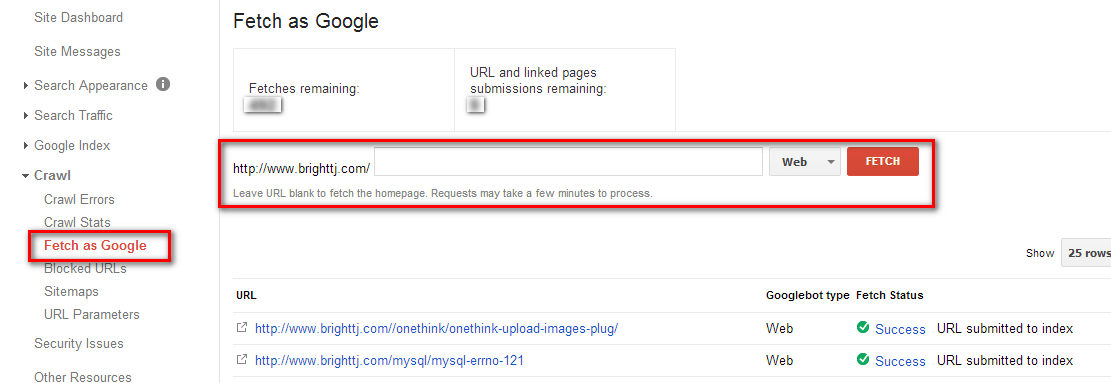 Site Dashboard
Site Messages
Search Appearance
Search Traffic
Google Index
Crawl
Crawl Errors
Crawl Stats
Fetch as Google
Blocked URLs
Sitemaps
URL Parameters
Security Issues
Other Resources
Fetch as Google
Fetches remaining:
URL and linked pages
submissions remaining:
http://www.brighttj.com/ Web FETCH
Leave URL blank to fetch the homepage. Requests may take a few minutes to process.
Show 25 rows
URL Googlebot type Fetch Status
http://www.brighttj.com//onethink/onethink-upload-images-plug/ Web Success URL submitted to index
http://www.brighttj.com/mysql/mysql-errno-121 Web Success URL submitted to index